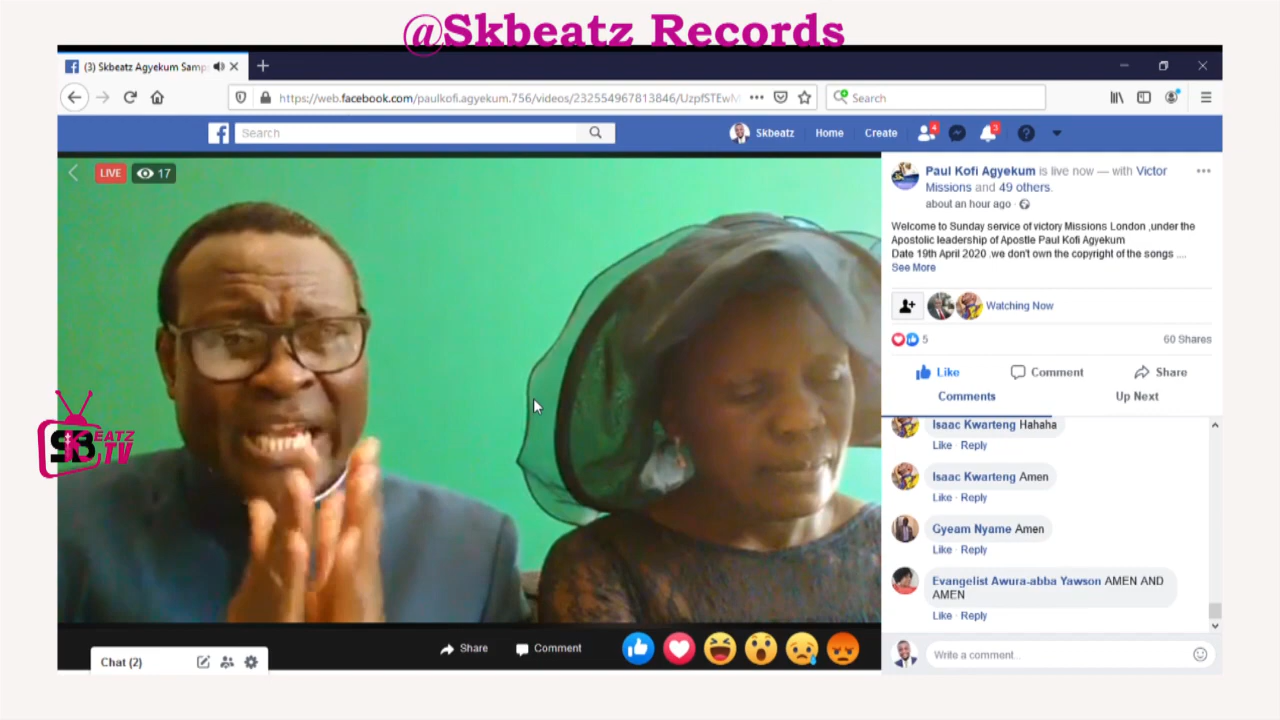 @Skbeatz Records
(3) Skbeatz Agyekum Samp
https://web.facebook.com/paulkofi.agyekum.756/videos/232554967813846/UzpfSTEwM
Search
Search
Skbeatz
Home
Create
4
3
LIVE
17
Paul Kofi Agyekum is live now — with Victor
Missions and 49 others.
about an hour ago ·
Welcome to Sunday service of victory Missions London ,under the
Apostolic leadership of Apostle Paul Kofi Agyekum
Date 19th April 2020 .we don't own the copyright of the songs ....
See More
Watching Now
5
60 Shares
Like
Comment
Share
Comments
Up Next
Isaac Kwarteng Hahaha
Like · Reply
Isaac Kwarteng Amen
Like · Reply
Gyeam Nyame Amen
Like · Reply
Evangelist Awura-abba Yawson AMEN AND
AMEN
Like · Reply
Write a comment...
SKBEATZ
TV
Share
Comment
Chat (2)